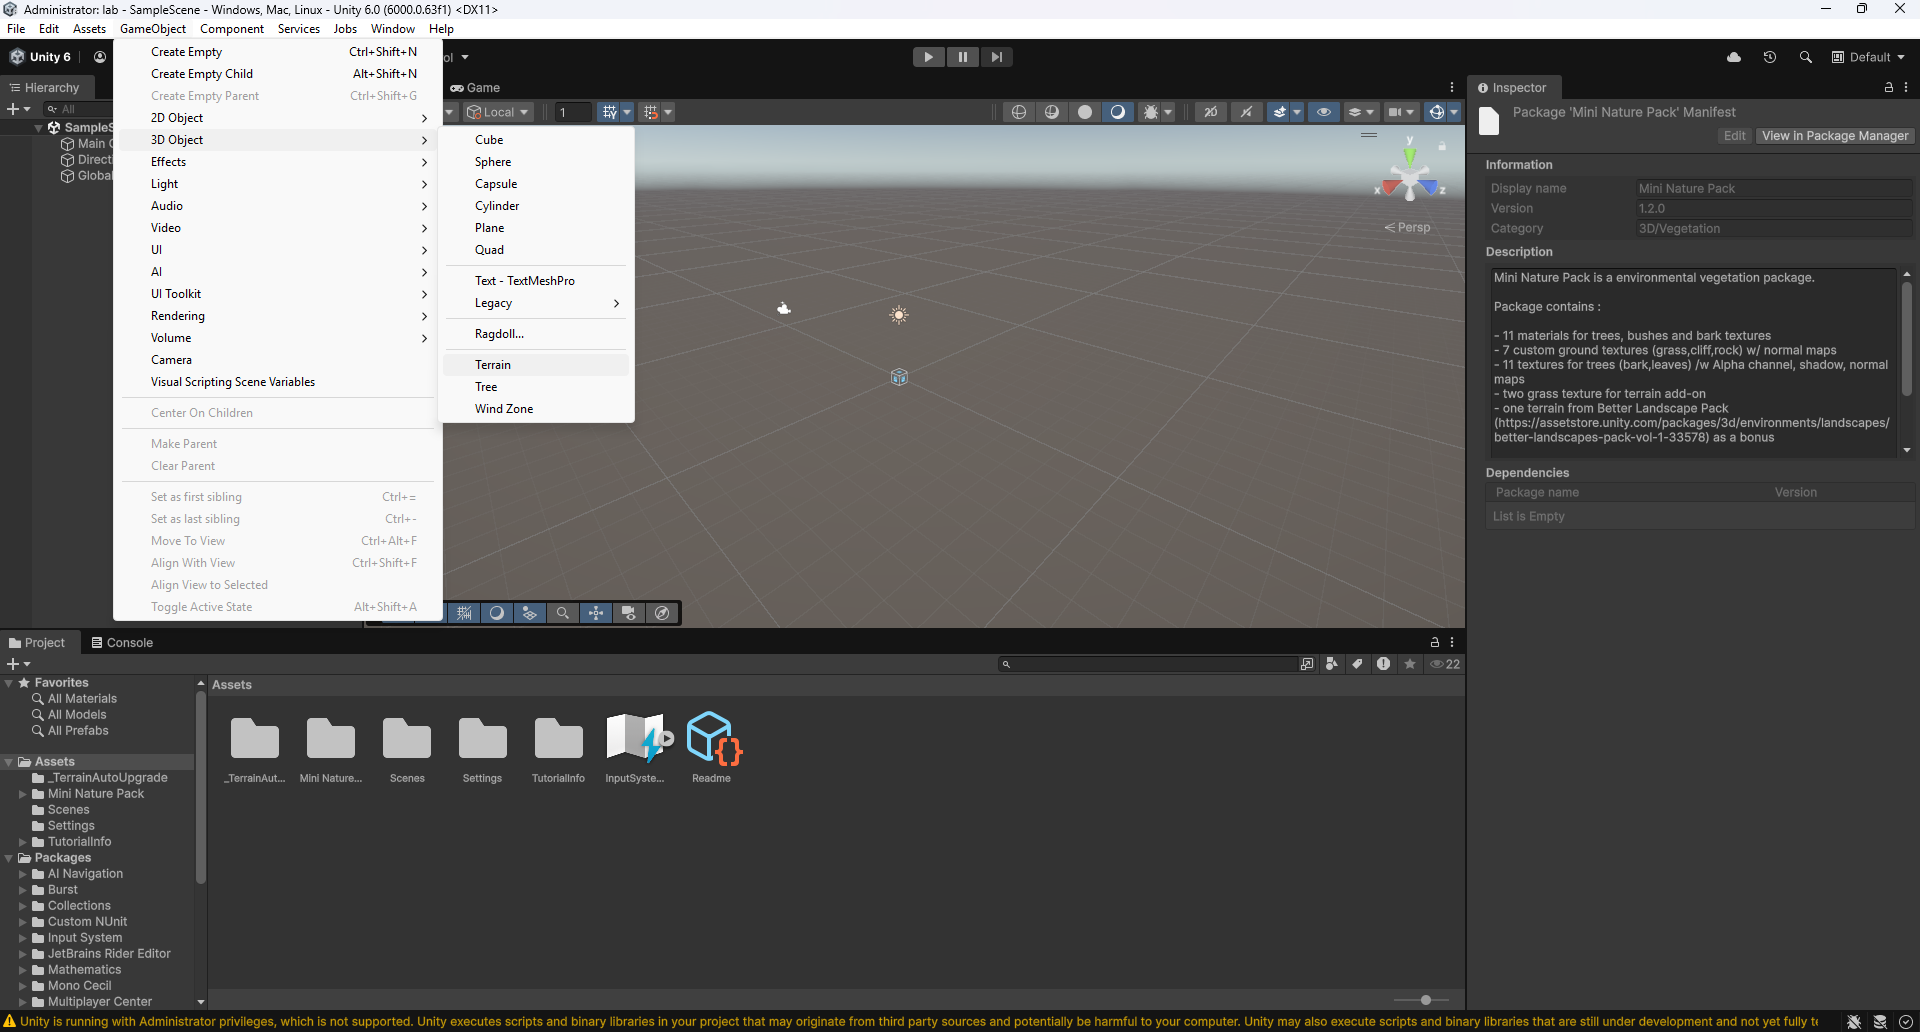 Administrator: lab - SampleScene - Windows, Mac, Linux - Unity 6.0 (6000.0.63f1) <DX11>
File Edit Assets GameObject Component Services Jobs Window Help
Unity 6
Default
Hierarchy
Game
Inspector
All
Local
1
2D
SampleS
Main C
Directi
Global
Create Empty Ctrl+Shift+N
Create Empty Child Alt+Shift+N
Create Empty Parent Ctrl+Shift+G
2D Object
3D Object
Effects
Light
Audio
Video
UI
AI
UI Toolkit
Rendering
Volume
Camera
Visual Scripting Scene Variables
Center On Children
Make Parent
Clear Parent
Set as first sibling Ctrl+=
Set as last sibling Ctrl+-
Move To View Ctrl+Alt+F
Align With View Ctrl+Shift+F
Align View to Selected
Toggle Active State Alt+Shift+A
Cube
Sphere
Capsule
Cylinder
Plane
Quad
Text - TextMeshPro
Legacy
Ragdoll...
Terrain
Tree
Wind Zone
y
x z
Persp
Package 'Mini Nature Pack' Manifest
Edit View in Package Manager
Information
Display name Mini Nature Pack
Version 1.2.0
Category 3D/Vegetation
Description
Mini Nature Pack is a environmental vegetation package.
Package contains :
- 11 materials for trees, bushes and bark textures
- 7 custom ground textures (grass,cliff,rock) w/ normal maps
- 11 textures for trees (bark,leaves) /w Alpha channel, shadow, normal
maps
- two grass texture for terrain add-on
- one terrain from Better Landscape Pack
(https://assetstore.unity.com/packages/3d/environments/landscapes/
better-landscapes-pack-vol-1-33578) as a bonus
Dependencies
Package name Version
List is Empty
Project Console
22
Favorites
All Materials
All Models
All Prefabs
Assets
_TerrainAutoUpgrade
Mini Nature Pack
Scenes
Settings
TutorialInfo
Packages
AI Navigation
Burst
Collections
Custom NUnit
Input System
JetBrains Rider Editor
Mathematics
Mono Cecil
Multiplayer Center
Assets
_TerrainAut... Mini Nature... Scenes Settings TutorialInfo InputSyste... Readme
Unity is running with Administrator privileges, which is not supported. Unity executes scripts and binary libraries in your project that may originate from third party sources and potentially be harmful to your computer. Unity may also execute scripts and binary libraries that are still under development and not yet fully te